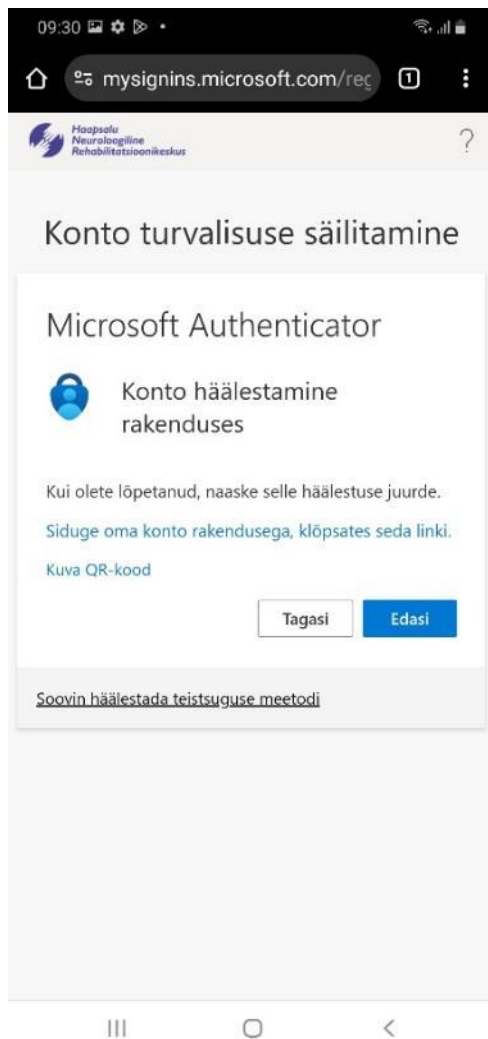 09:30
mysignins.microsoft.com/reg
1
Haapsalu
Neuroloogiline
Rehabilitatsioonikeskus
?
Konto turvalisuse säilitamine
Microsoft Authenticator
Konto häälestamine
rakenduses
Kui olete lõpetanud, naaske selle häälestuse juurde.
Siduge oma konto rakendusega, klõpsates seda linki.
Kuva QR-kood
Tagasi
Edasi
Soovin häälestada teistsuguse meetodi